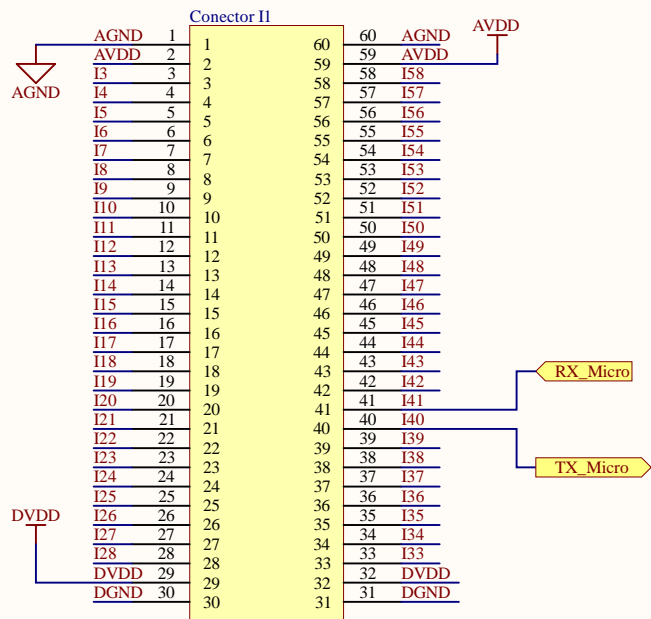 Conector I1
AGND 1 1 60 60 AGND
AVDD
AVDD 2 2 59 59 AVDD
AGND
I3 3 3 58 58 I58
I4 4 4 57 57 I57
I5 5 5 56 56 I56
I6 6 6 55 55 I55
I7 7 7 54 54 I54
I8 8 8 53 53 I53
I9 9 9 52 52 I52
I10 10 10 51 51 I51
I11 11 11 50 50 I50
I12 12 12 49 49 I49
I13 13 13 48 48 I48
I14 14 14 47 47 I47
I15 15 15 46 46 I46
I16 16 16 45 45 I45
I17 17 17 44 44 I44
I18 18 18 43 43 I43
RX_Micro
I19 19 19 42 42 I42
I20 20 20 41 41 I41
I21 21 21 40 40 I40
I22 22 22 39 39 I39
I23 23 23 38 38 I38
TX_Micro
I24 24 24 37 37 I37
I25 25 25 36 36 I36
I26 26 26 35 35 I35
DVDD
I27 27 27 34 34 I34
I28 28 28 33 33 I33
DVDD 29 29 32 32 DVDD
DGND 30 30 31 31 DGND